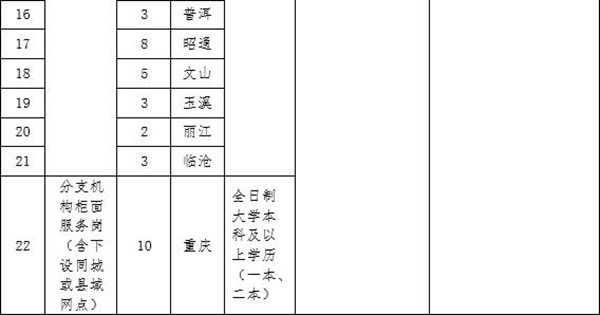 16 3 普洱
17 8 昭通
18 5 文山
19 3 玉溪
20 2 丽江
21 3 临沧
22
分支机
构柜面
服务岗
（含下
设同城
或县域
网点）
10
重庆
全日制
大学本
科及以
上学历
（一本、
二本）